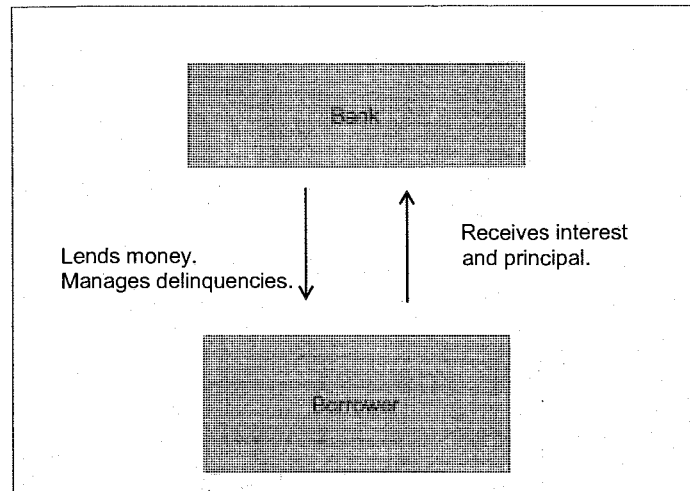 Bank
Lends money.
Manages delinquencies.
Receives interest
and principal.
Borrower